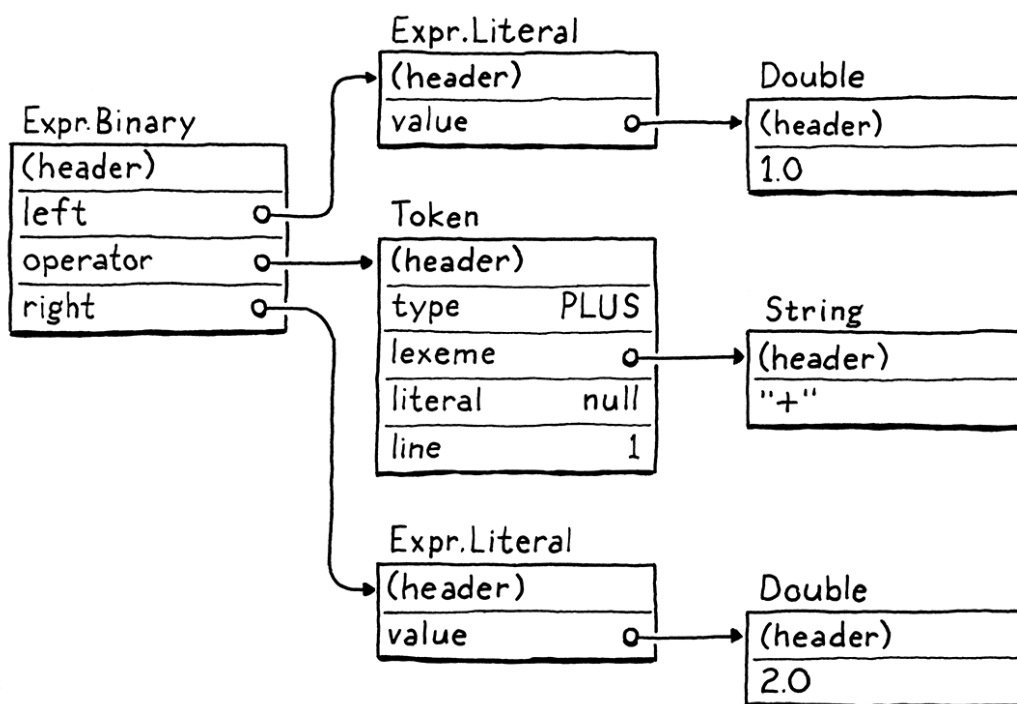 Expr.Binary
(header)
left
operator
right
Expr.Literal
(header)
value
Double
(header)
1.0
Token
(header)
type PLUS
lexeme
literal null
line 1
String
(header)
"+"
Expr.Literal
(header)
value
Double
(header)
2.0